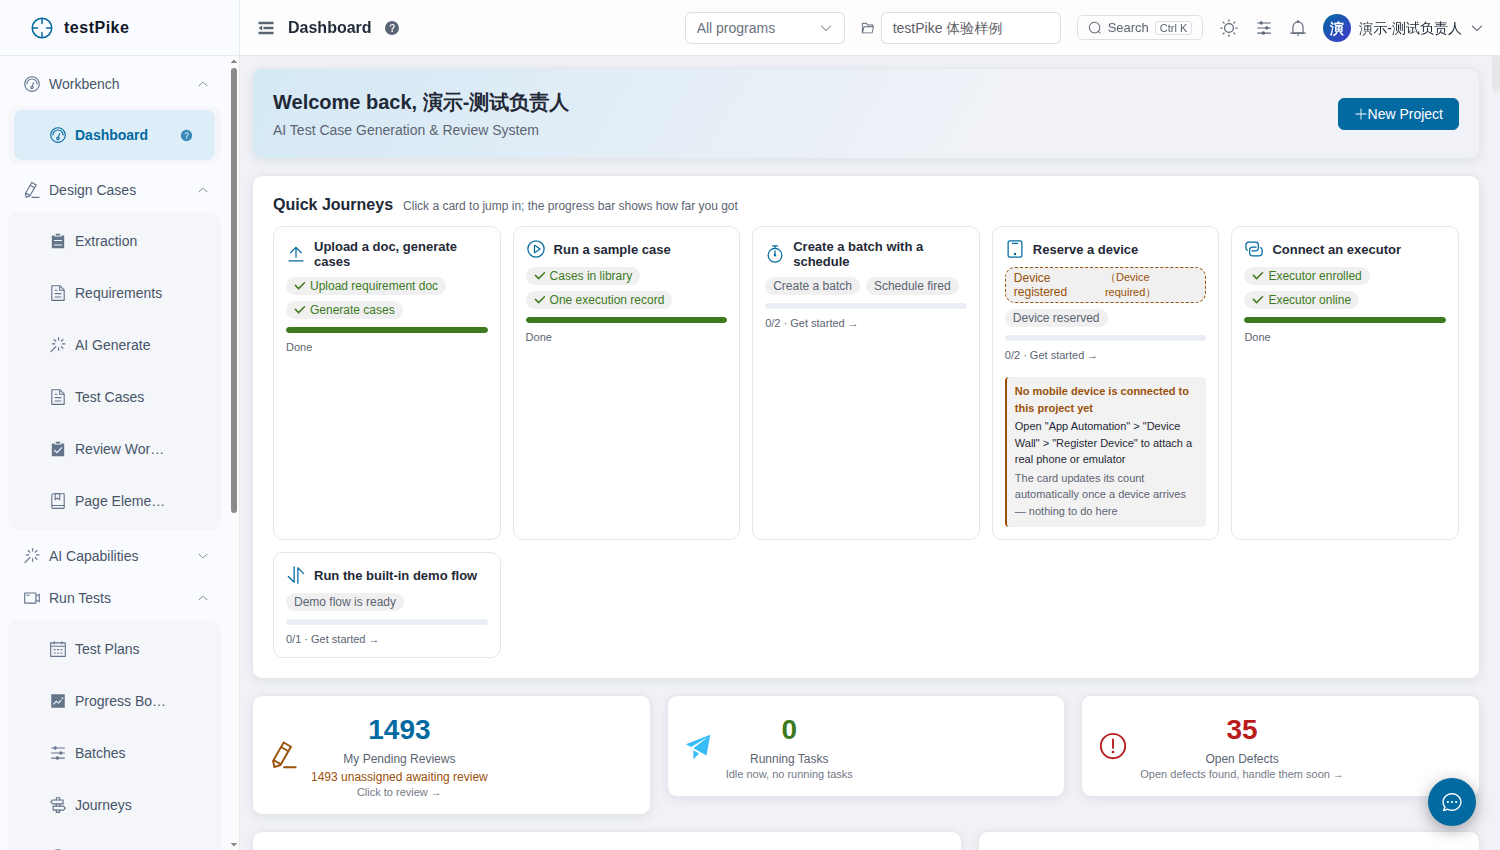 testPike
Dashboard ?
All programs
testPike 体验样例
Search Ctrl K
演 演示-测试负责人
Workbench
Dashboard ?
Design Cases
Extraction
Requirements
AI Generate
Test Cases
Review Wor…
Page Eleme…
AI Capabilities
Run Tests
Test Plans
Progress Bo…
Batches
Journeys
Welcome back, 演示-测试负责人
AI Test Case Generation & Review System
New Project
Quick Journeys Click a card to jump in; the progress bar shows how far you got
Upload a doc, generate
cases
Upload requirement doc
Generate cases
Done
Run a sample case
Cases in library
One execution record
Done
Create a batch with a
schedule
Create a batch Schedule fired
0/2 · Get started →
Reserve a device
Device
registered
（Device
required）
Device reserved
0/2 · Get started →
No mobile device is connected to
this project yet
Open "App Automation" > "Device
Wall" > "Register Device" to attach a
real phone or emulator
The card updates its count
automatically once a device arrives
— nothing to do here
Connect an executor
Executor enrolled
Executor online
Done
Run the built-in demo flow
Demo flow is ready
0/1 · Get started →
1493
My Pending Reviews
1493 unassigned awaiting review
Click to review →
0
Running Tasks
Idle now, no running tasks
35
Open Defects
Open defects found, handle them soon →